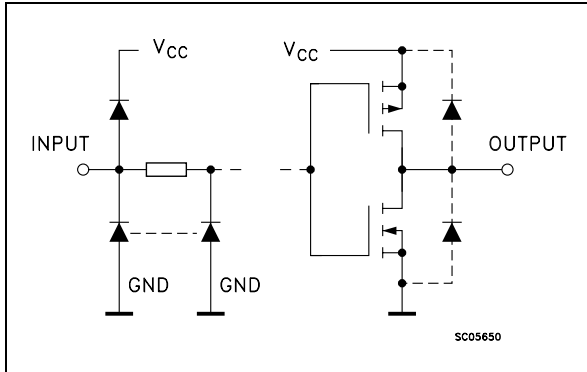 VCC
VCC
INPUT
OUTPUT
GND
GND
SC05650